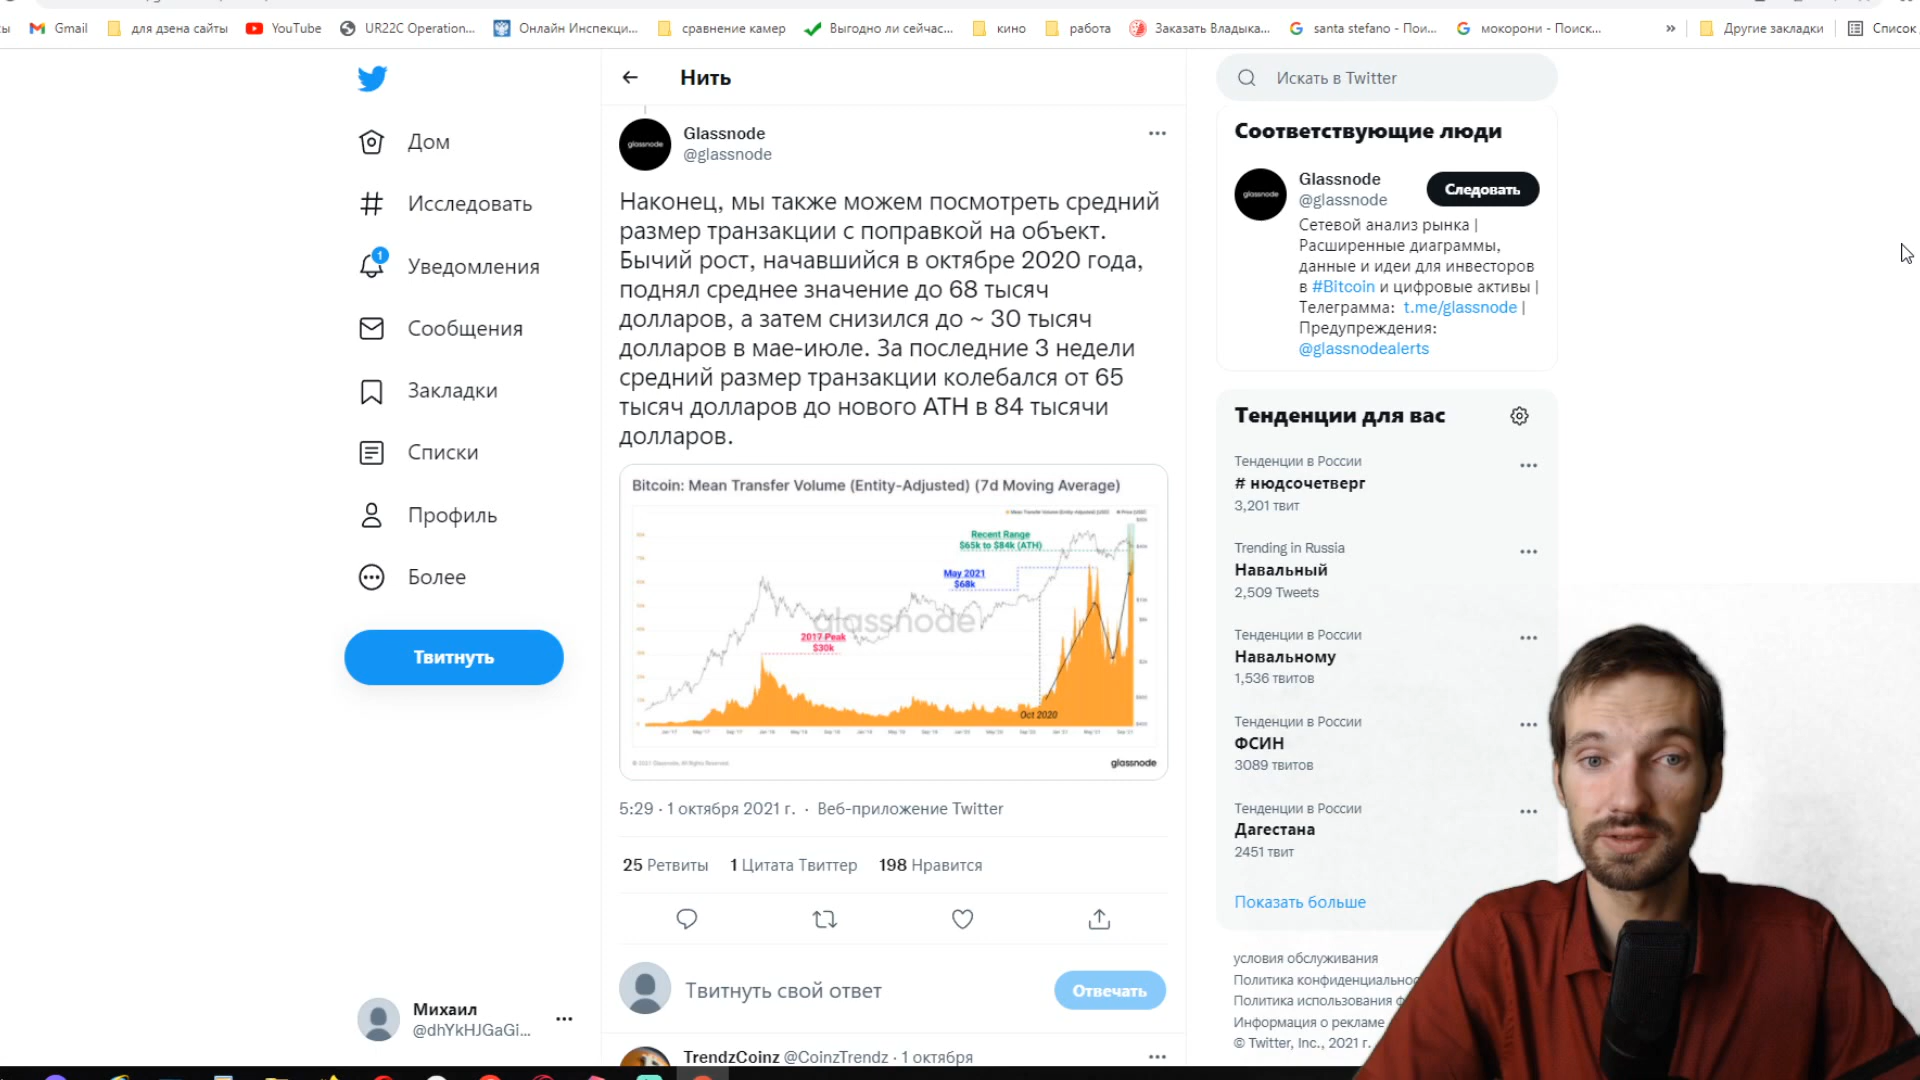 Gmail
для дзена сайты
YouTube
UR22C Operation...
Онлайн Инспекци...
сравнение камер
Выгодно ли сейчас...
кино
работа
Заказать Владыка...
santa stefano - Пои...
мокорони - Поиск...
»
Другие закладки
Список
Нить
Искать в Twitter
Дом
Исследовать
1
Уведомления
Сообщения
Закладки
Списки
Профиль
Более
Твитнуть
Михаил
@dhYkHJGaGi...
glassnode
Glassnode
@glassnode
Наконец, мы также можем посмотреть средний
размер транзакции с поправкой на объект.
Бычий рост, начавшийся в октябре 2020 года,
поднял среднее значение до 68 тысяч
долларов, а затем снизился до ~ 30 тысяч
долларов в мае-июле. За последние 3 недели
средний размер транзакции колебался от 65
тысяч долларов до нового ATH в 84 тысячи
долларов.
Bitcoin: Mean Transfer Volume (Entity-Adjusted) (7d Moving Average)
Recent Range
$65k to $84k (ATH)
May 2021
$68k
glassnode
2017 Peak
$30k
Oct 2020
glassnode
5:29 · 1 октября 2021 г. · Веб-приложение Twitter
25 Ретвиты 1 Цитата Твиттер 198 Нравится
Твитнуть свой ответ
Отвечать
TrendzCoinz @CoinzTrendz · 1 октября
Соответствующие люди
glassnode
Glassnode
@glassnode
Следовать
Сетевой анализ рынка |
Расширенные диаграммы,
данные и идеи для инвесторов
в #Bitcoin и цифровые активы |
Телеграмма: t.me/glassnode |
Предупреждения:
@glassnodealerts
Тенденции для вас
Тенденции в России
# нюдсочетверг
3,201 твит
Trending in Russia
Навальный
2,509 Tweets
Тенденции в России
Навальному
1,536 твитов
Тенденции в России
ФСИН
3089 твитов
Тенденции в России
Дагестана
2451 твит
Показать больше
условия обслуживания
Политика конфиденциальнос
Политика использования ф
Информация о рекламе
© Twitter, Inc., 2021 г.